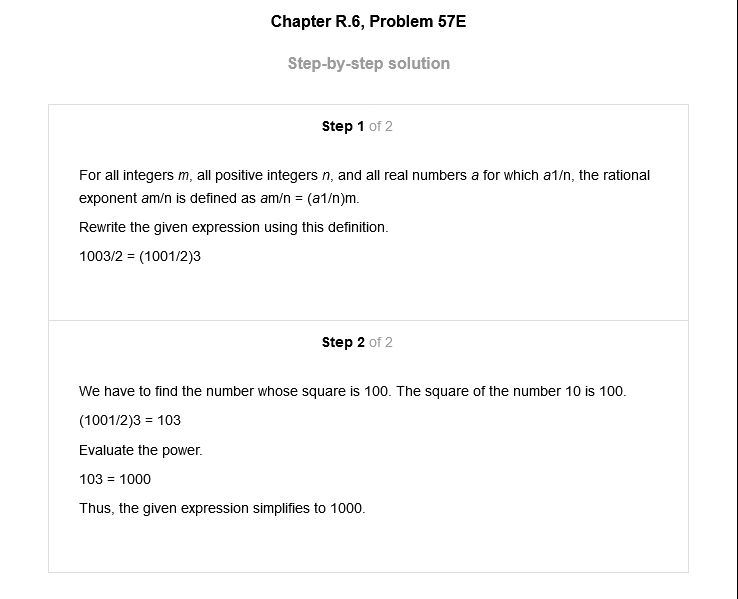 Chapter R.6, Problem 57E
Step-by-step solution
Step 1 of 2
For all integers m, all positive integers n, and all real numbers a for which a1/n, the rational
exponent am/n is defined as am/n = (a1/n)m.
Rewrite the given expression using this definition.
1003/2 = (1001/2)3
Step 2 of 2
We have to find the number whose square is 100. The square of the number 10 is 100.
(1001/2)3 = 103
Evaluate the power.
103 = 1000
Thus, the given expression simplifies to 1000.